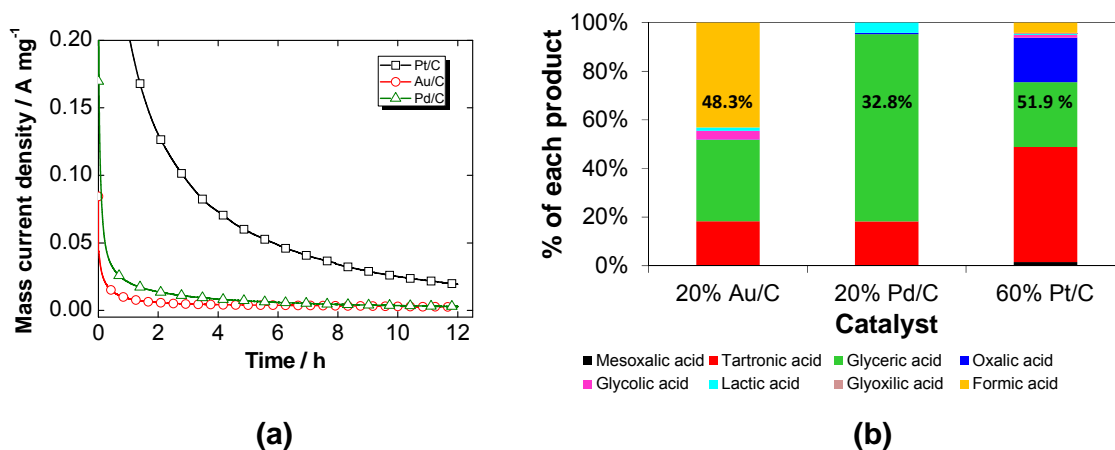 Mass current density / A mg-1
0.20
0.15
0.10
0.05
0.00
Pt/C
Au/C
Pd/C
0 2 4 6 8 10 12
Time / h
(a)
% of each product
100%
80%
60%
40%
20%
0%
48.3%
32.8%
51.9 %
20% Au/C 20% Pd/C 60% Pt/C
Catalyst
Mesoxalic acid Tartronic acid Glyceric acid Oxalic acid
Glycolic acid Lactic acid Glyoxilic acid Formic acid
(b)